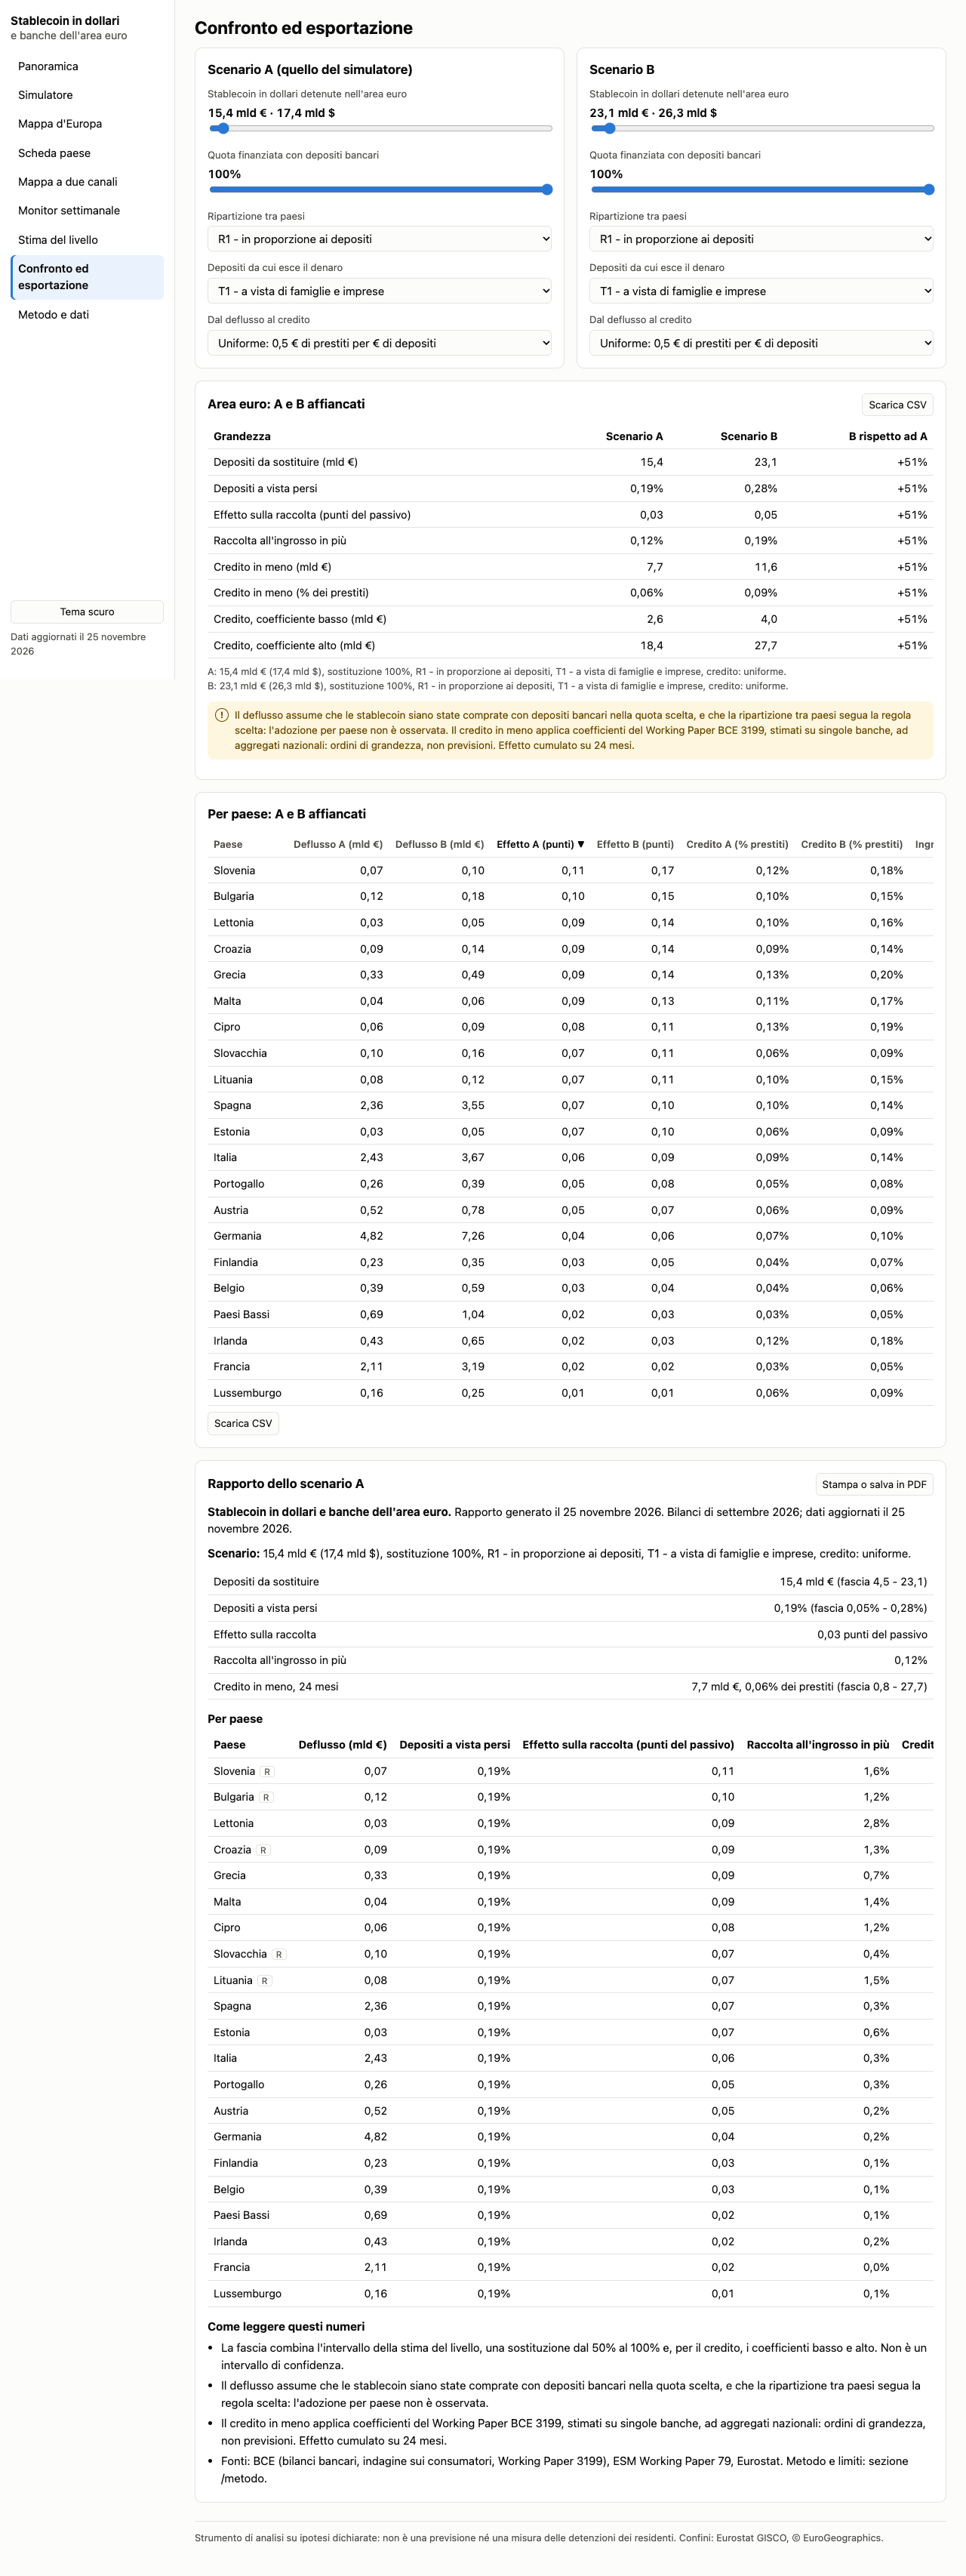 Stablecoin in dollari
e banche dell'area euro
Panoramica
Simulatore
Mappa d'Europa
Scheda paese
Mappa a due canali
Monitor settimanale
Stima del livello
Confronto ed
esportazione
Metodo e dati
Tema scuro
Dati aggiornati il 25 novembre
2026
Confronto ed esportazione
Scenario A (quello del simulatore)
Stablecoin in dollari detenute nell'area euro
15,4 mld € · 17,4 mld $
Quota finanziata con depositi bancari
100%
Ripartizione tra paesi
R1 - in proporzione ai depositi
Depositi da cui esce il denaro
T1 - a vista di famiglie e imprese
Dal deflusso al credito
Uniforme: 0,5 € di prestiti per € di depositi
Scenario B
Stablecoin in dollari detenute nell'area euro
23,1 mld € · 26,3 mld $
Quota finanziata con depositi bancari
100%
Ripartizione tra paesi
R1 - in proporzione ai depositi
Depositi da cui esce il denaro
T1 - a vista di famiglie e imprese
Dal deflusso al credito
Uniforme: 0,5 € di prestiti per € di depositi
Area euro: A e B affiancati
Scarica CSV
Grandezza Scenario A Scenario B B rispetto ad A
Depositi da sostituire (mld €) 15,4 23,1 +51%
Depositi a vista persi 0,19% 0,28% +51%
Effetto sulla raccolta (punti del passivo) 0,03 0,05 +51%
Raccolta all'ingrosso in più 0,12% 0,19% +51%
Credito in meno (mld €) 7,7 11,6 +51%
Credito in meno (% dei prestiti) 0,06% 0,09% +51%
Credito, coefficiente basso (mld €) 2,6 4,0 +51%
Credito, coefficiente alto (mld €) 18,4 27,7 +51%
A: 15,4 mld € (17,4 mld $), sostituzione 100%, R1 - in proporzione ai depositi, T1 - a vista di famiglie e imprese, credito: uniforme.
B: 23,1 mld € (26,3 mld $), sostituzione 100%, R1 - in proporzione ai depositi, T1 - a vista di famiglie e imprese, credito: uniforme.
Il deflusso assume che le stablecoin siano state comprate con depositi bancari nella quota scelta, e che la ripartizione tra paesi segua la regola
scelta: l'adozione per paese non è osservata. Il credito in meno applica coefficienti del Working Paper BCE 3199, stimati su singole banche, ad
aggregati nazionali: ordini di grandezza, non previsioni. Effetto cumulato su 24 mesi.
Per paese: A e B affiancati
Paese Deflusso A (mld €) Deflusso B (mld €) Effetto A (punti) ▼ Effetto B (punti) Credito A (% prestiti) Credito B (% prestiti) Ingr
Slovenia 0,07 0,10 0,11 0,17 0,12% 0,18%
Bulgaria 0,12 0,18 0,10 0,15 0,10% 0,15%
Lettonia 0,03 0,05 0,09 0,14 0,10% 0,16%
Croazia 0,09 0,14 0,09 0,14 0,09% 0,14%
Grecia 0,33 0,49 0,09 0,14 0,13% 0,20%
Malta 0,04 0,06 0,09 0,13 0,11% 0,17%
Cipro 0,06 0,09 0,08 0,11 0,13% 0,19%
Slovacchia 0,10 0,16 0,07 0,11 0,06% 0,09%
Lituania 0,08 0,12 0,07 0,11 0,10% 0,15%
Spagna 2,36 3,55 0,07 0,10 0,10% 0,14%
Estonia 0,03 0,05 0,07 0,10 0,06% 0,09%
Italia 2,43 3,67 0,06 0,09 0,09% 0,14%
Portogallo 0,26 0,39 0,05 0,08 0,05% 0,08%
Austria 0,52 0,78 0,05 0,07 0,06% 0,09%
Germania 4,82 7,26 0,04 0,06 0,07% 0,10%
Finlandia 0,23 0,35 0,03 0,05 0,04% 0,07%
Belgio 0,39 0,59 0,03 0,04 0,04% 0,06%
Paesi Bassi 0,69 1,04 0,02 0,03 0,03% 0,05%
Irlanda 0,43 0,65 0,02 0,03 0,12% 0,18%
Francia 2,11 3,19 0,02 0,02 0,03% 0,05%
Lussemburgo 0,16 0,25 0,01 0,01 0,06% 0,09%
Scarica CSV
Rapporto dello scenario A
Stampa o salva in PDF
Stablecoin in dollari e banche dell'area euro. Rapporto generato il 25 novembre 2026. Bilanci di settembre 2026; dati aggiornati il 25
novembre 2026.
Scenario: 15,4 mld € (17,4 mld $), sostituzione 100%, R1 - in proporzione ai depositi, T1 - a vista di famiglie e imprese, credito: uniforme.
Depositi da sostituire 15,4 mld € (fascia 4,5 - 23,1)
Depositi a vista persi 0,19% (fascia 0,05% - 0,28%)
Effetto sulla raccolta 0,03 punti del passivo
Raccolta all'ingrosso in più 0,12%
Credito in meno, 24 mesi 7,7 mld €, 0,06% dei prestiti (fascia 0,8 - 27,7)
Per paese
Paese Deflusso (mld €) Depositi a vista persi Effetto sulla raccolta (punti del passivo) Raccolta all'ingrosso in più Credit
Slovenia R 0,07 0,19% 0,11 1,6%
Bulgaria R 0,12 0,19% 0,10 1,2%
Lettonia 0,03 0,19% 0,09 2,8%
Croazia R 0,09 0,19% 0,09 1,3%
Grecia 0,33 0,19% 0,09 0,7%
Malta 0,04 0,19% 0,09 1,4%
Cipro 0,06 0,19% 0,08 1,2%
Slovacchia R 0,10 0,19% 0,07 0,4%
Lituania R 0,08 0,19% 0,07 1,5%
Spagna 2,36 0,19% 0,07 0,3%
Estonia 0,03 0,19% 0,07 0,6%
Italia 2,43 0,19% 0,06 0,3%
Portogallo 0,26 0,19% 0,05 0,3%
Austria 0,52 0,19% 0,05 0,2%
Germania 4,82 0,19% 0,04 0,2%
Finlandia 0,23 0,19% 0,03 0,1%
Belgio 0,39 0,19% 0,03 0,1%
Paesi Bassi 0,69 0,19% 0,02 0,1%
Irlanda 0,43 0,19% 0,02 0,2%
Francia 2,11 0,19% 0,02 0,0%
Lussemburgo 0,16 0,19% 0,01 0,1%
Come leggere questi numeri
• La fascia combina l'intervallo della stima del livello, una sostituzione dal 50% al 100% e, per il credito, i coefficienti basso e alto. Non è un
intervallo di confidenza.
• Il deflusso assume che le stablecoin siano state comprate con depositi bancari nella quota scelta, e che la ripartizione tra paesi segua la
regola scelta: l'adozione per paese non è osservata.
• Il credito in meno applica coefficienti del Working Paper BCE 3199, stimati su singole banche, ad aggregati nazionali: ordini di grandezza,
non previsioni. Effetto cumulato su 24 mesi.
• Fonti: BCE (bilanci bancari, indagine sui consumatori, Working Paper 3199), ESM Working Paper 79, Eurostat. Metodo e limiti: sezione
/metodo.
Strumento di analisi su ipotesi dichiarate: non è una previsione né una misura delle detenzioni dei residenti. Confini: Eurostat GISCO, © EuroGeographics.